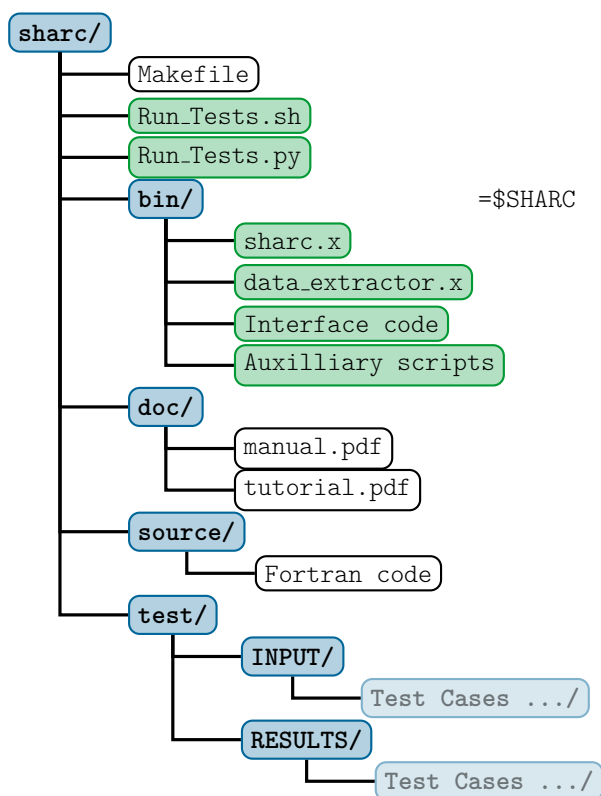 sharc/
Makefile
Run_Tests.sh
Run_Tests.py
bin/ =$SHARC
sharc.x
data_extractor.x
Interface code
Auxilliary scripts
doc/
manual.pdf
tutorial.pdf
source/
Fortran code
test/
INPUT/
Test Cases .../
RESULTS/
Test Cases .../